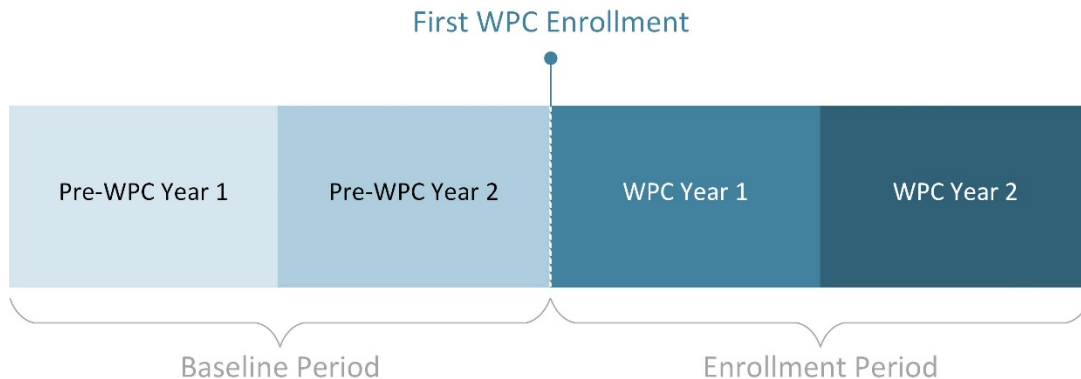 First WPC Enrollment
Pre-WPC Year 1
Pre-WPC Year 2
WPC Year 1
WPC Year 2
Baseline Period
Enrollment Period